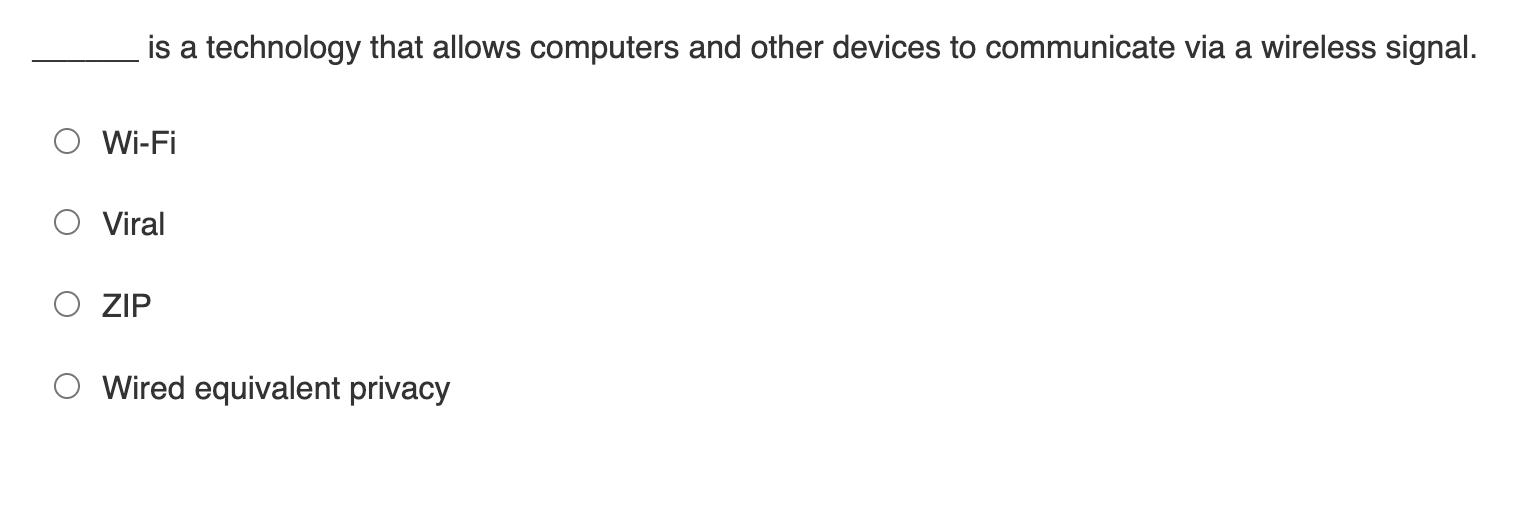 ______ is a technology that allows computers and other devices to communicate via a wireless signal.
Wi-Fi
Viral
ZIP
Wired equivalent privacy